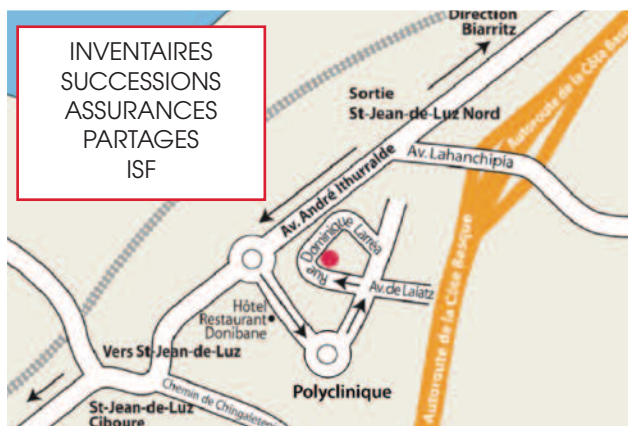 INVENTAIRES
SUCCESSIONS
ASSURANCES
PARTAGES
ISF
Direction
Biarritz
Sortie
St-Jean-de-Luz Nord
Autoroute de la Côte Basque
Av. Lahanchipia
Av. André Ithurralde
Rue Dominique Larréa
Av. de Laiatz
Hôtel
Restaurant
Donibane
Vers St-Jean-de-Luz
Polyclinique
Autoroute de la Côte Basque
Chemin de
St-Jean-de-Luz
Ciboure